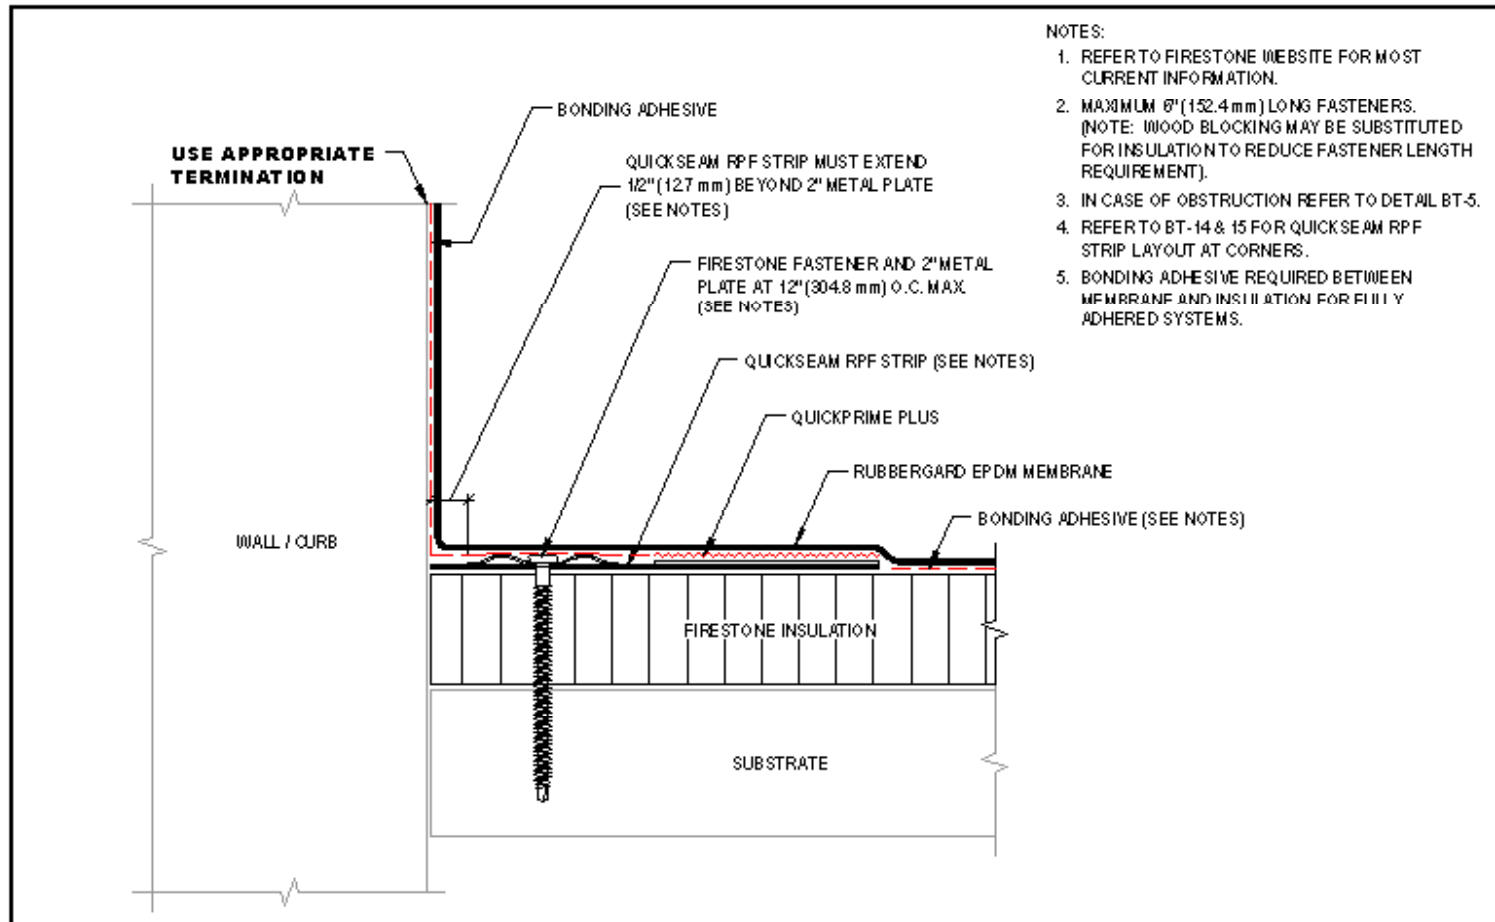 NOTES:
1. REFER TO FIRESTONE WEBSITE FOR MOST
CURRENT INFORMATION.
2. MAXIMUM 6" (152.4 mm) LONG FASTENERS.
(NOTE: WOOD BLOCKING MAY BE SUBSTITUTED
FOR INSULATION TO REDUCE FASTENER LENGTH
REQUIREMENT).
3. IN CASE OF OBSTRUCTION REFER TO DETAIL BT-5.
4. REFER TO BT-14 & 15 FOR QUICKSEAM RPF
STRIP LAYOUT AT CORNERS.
5. BONDING ADHESIVE REQUIRED BETWEEN
MEMBRANE AND INSULATION FOR FULLY
ADHERED SYSTEMS.
BONDING ADHESIVE
USE APPROPRIATE
TERMINATION
QUICKSEAM RPF STRIP MUST EXTEND
1/2" (12.7 mm) BEYOND 2" METAL PLATE
(SEE NOTES)
FIRESTONE FASTENER AND 2" METAL
PLATE AT 12" (304.8 mm) O.C. MAX.
(SEE NOTES)
QUICKSEAM RPF STRIP (SEE NOTES)
QUICKPRIME PLUS
RUBBERGARD EPDM MEMBRANE
BONDING ADHESIVE (SEE NOTES)
WALL / CURB
FIRESTONE INSULATION
SUBSTRATE